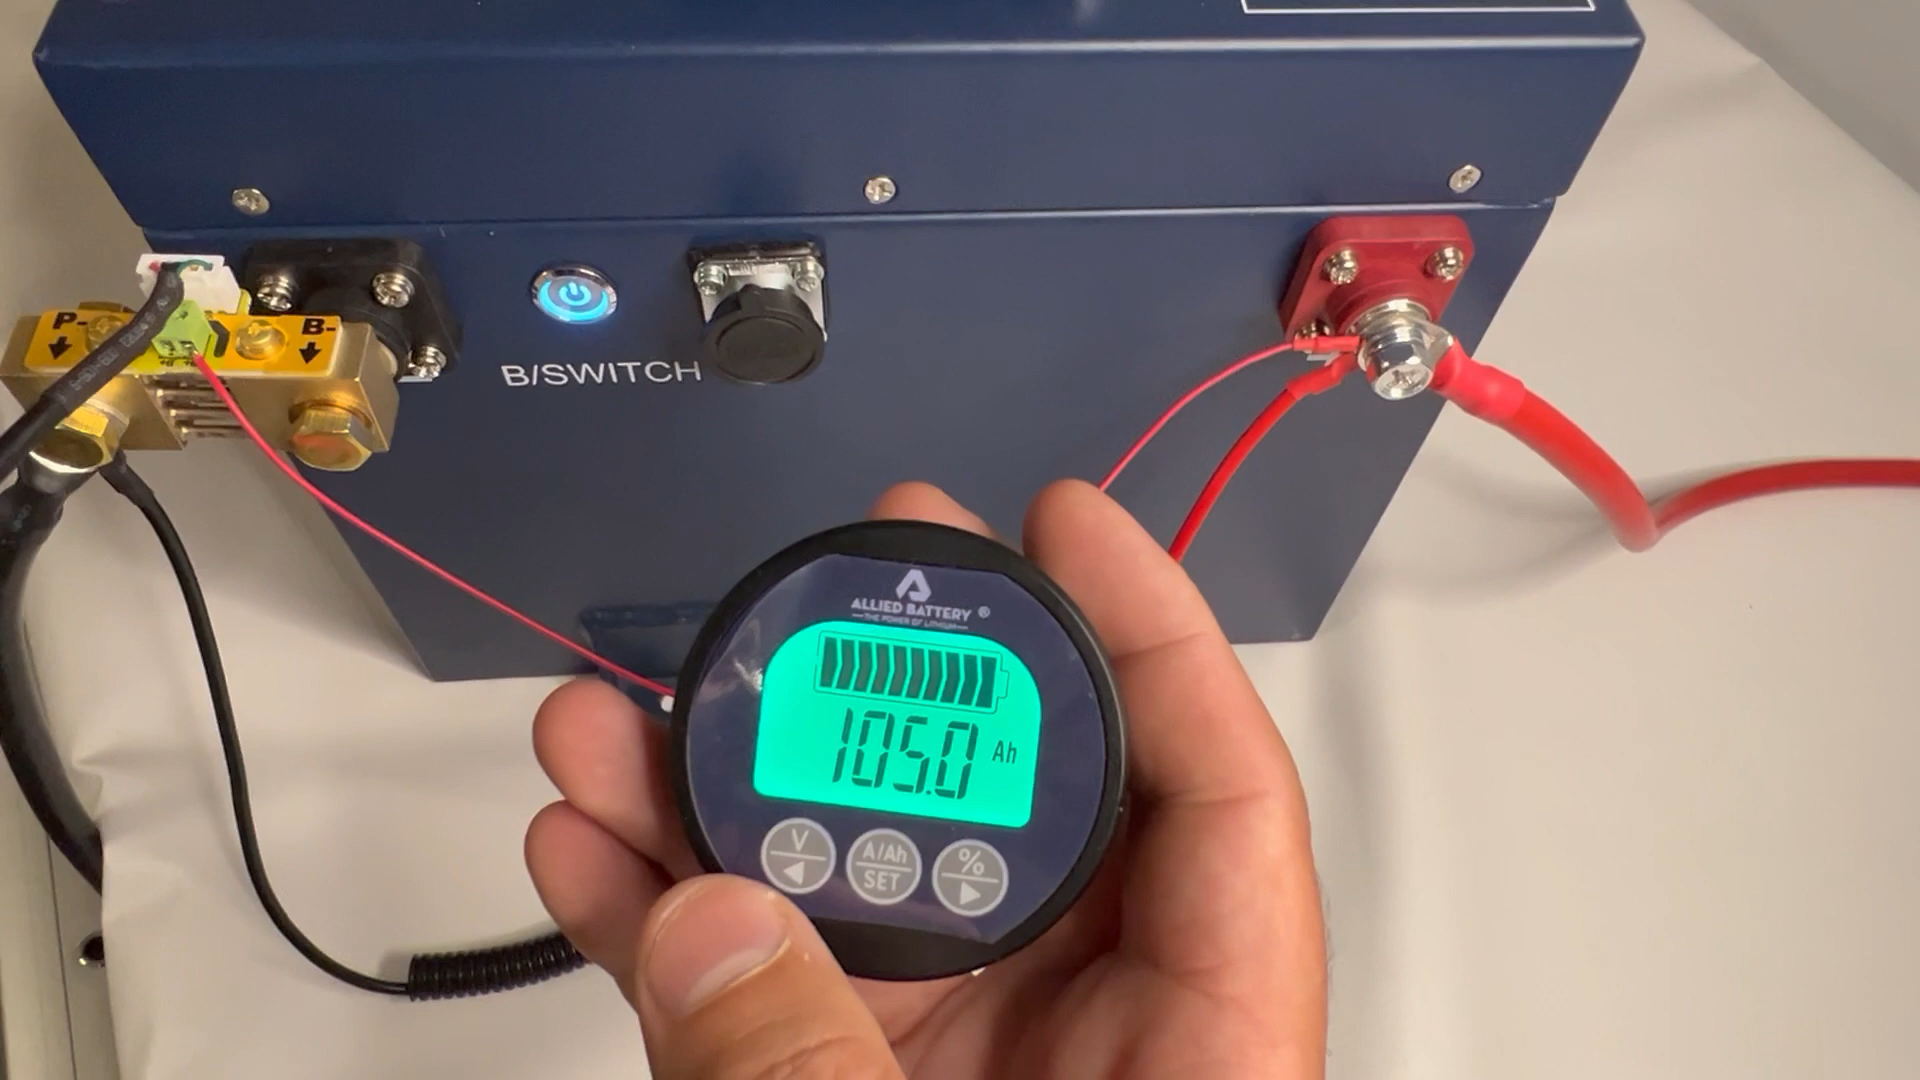 P-
B-
B/SWITCH
ALLIED BATTERY ®
THE POWER OF LITHIUM
105.0 Ah
V
A/Ah
SET
%